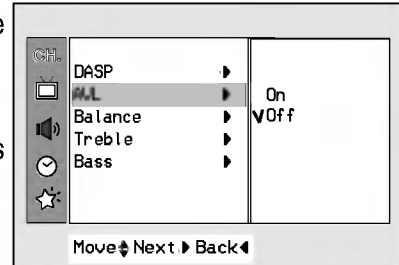 e
CH.
DASP
AVL
Balance
Treble
Bass
On
Off
s
Move Next Back